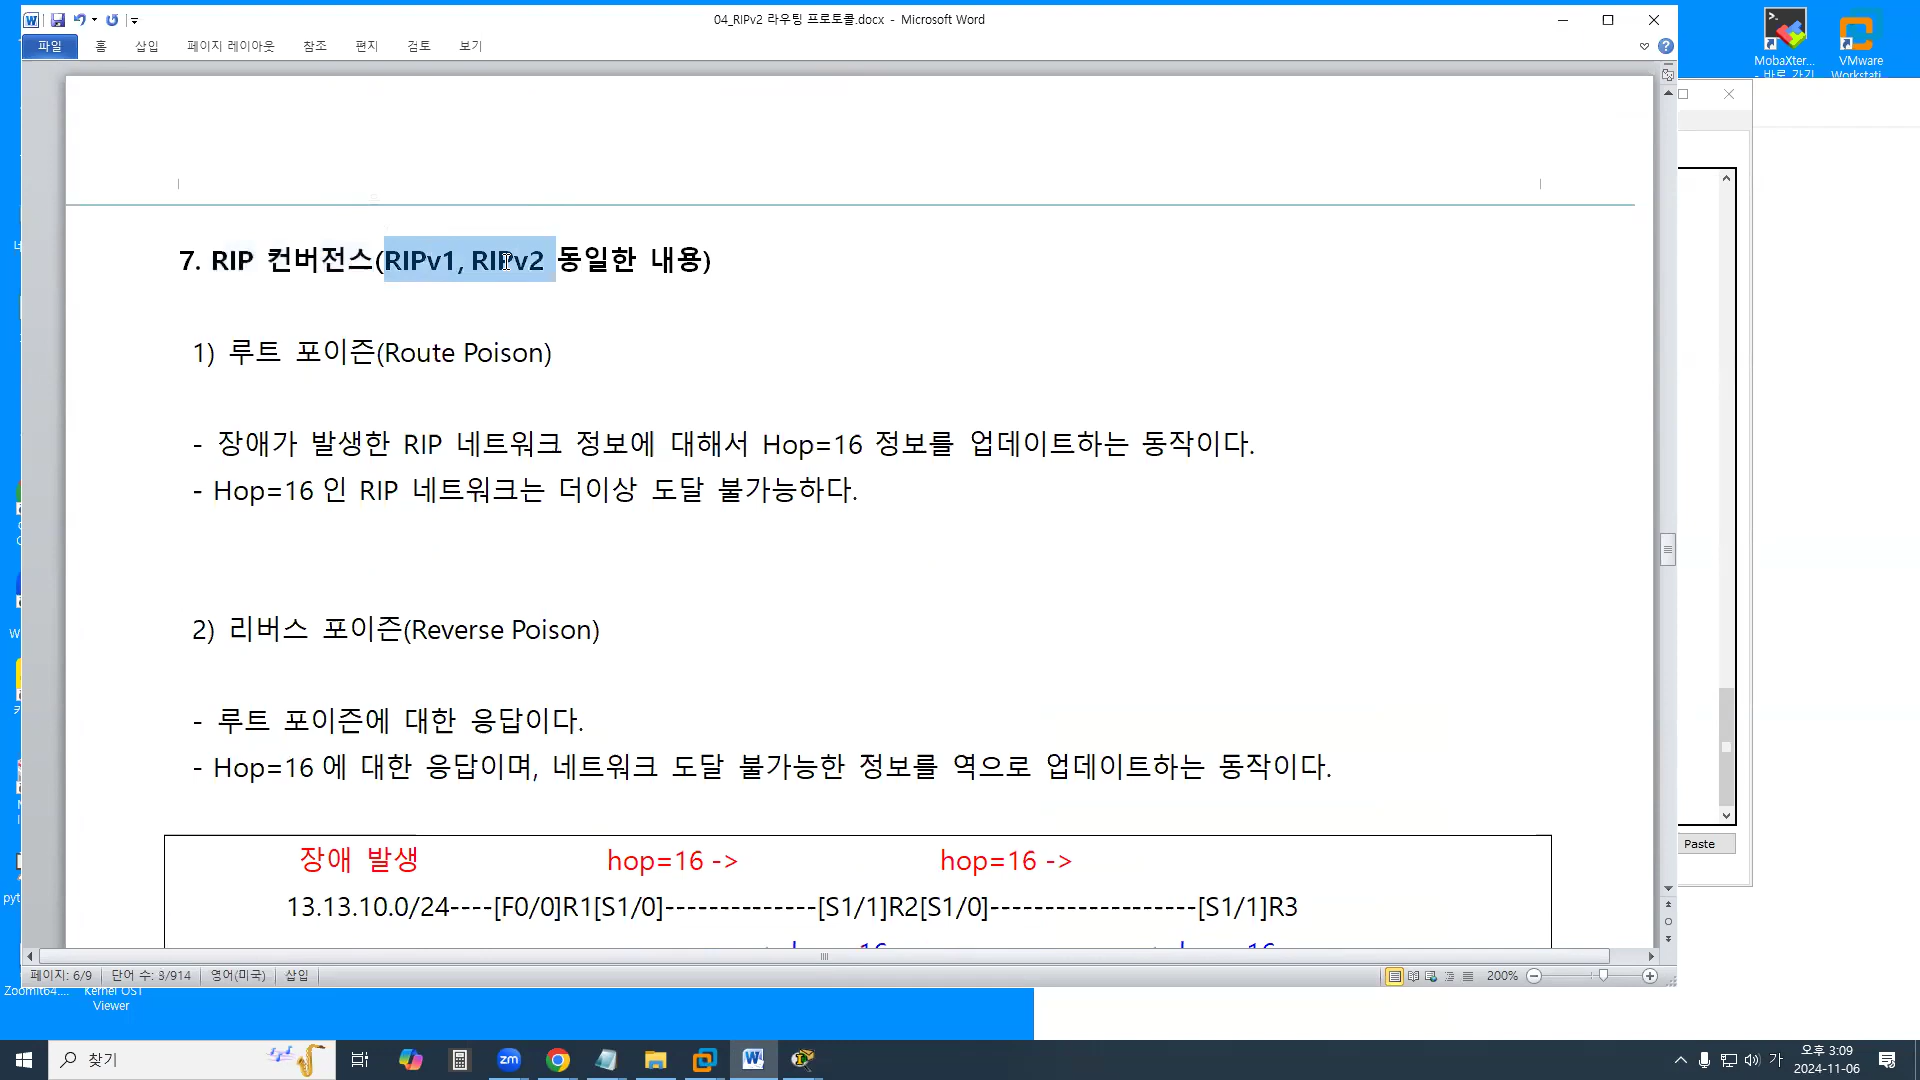 04_RIPv2 라우팅 프로토콜.docx - Microsoft Word
파일 홈 삽입 페이지 레이아웃 참조 편지 검토 보기
MobaXter... - 바로 가기
VMware Workstati...
7. RIP 컨버전스(RIPv1, RIPv2 동일한 내용)
1) 루트 포이즌(Route Poison)
- 장애가 발생한 RIP 네트워크 정보에 대해서 Hop=16 정보를 업데이트하는 동작이다.
- Hop=16 인 RIP 네트워크는 더이상 도달 불가능하다.
2) 리버스 포이즌(Reverse Poison)
- 루트 포이즌에 대한 응답이다.
- Hop=16 에 대한 응답이며, 네트워크 도달 불가능한 정보를 역으로 업데이트하는 동작이다.
장애 발생 hop=16 -> hop=16 ->
13.13.10.0/24----[F0/0]R1[S1/0]--------------[S1/1]R2[S1/0]-------------------[S1/1]R3
Paste
페이지: 6/9 단어 수: 3/914 영어(미국) 삽입 200%
Zoomit64....
Kernel OST
Viewer
찾기
zm
가
오후 3:09
2024-11-06